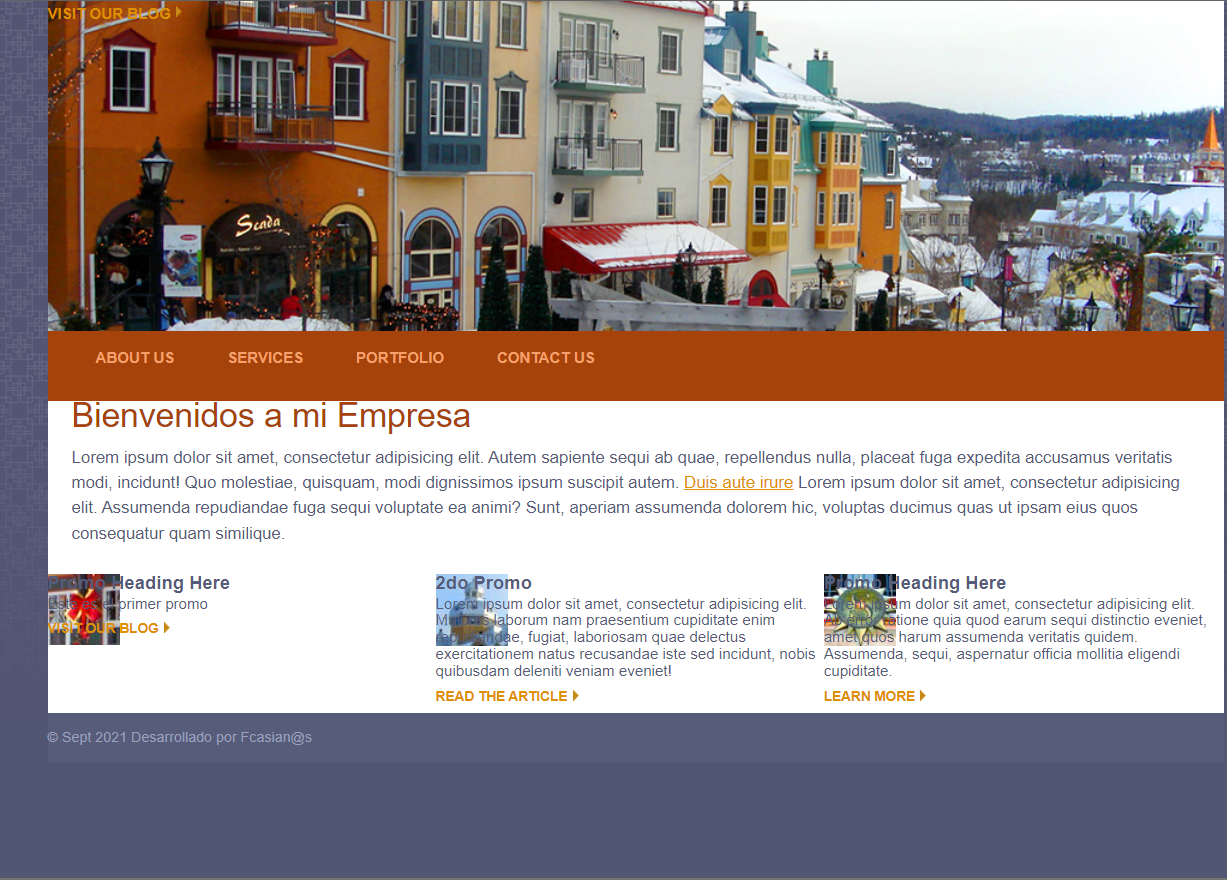 VISIT OUR BLOG
Scada
ABOUT US SERVICES PORTFOLIO CONTACT US
Bienvenidos a mi Empresa
Lorem ipsum dolor sit amet, consectetur adipisicing elit. Autem sapiente sequi ab quae, repellendus nulla, placeat fuga expedita accusamus veritatis
modi, incidunt! Quo molestiae, quisquam, modi dignissimos ipsum suscipit autem. Duis aute irure Lorem ipsum dolor sit amet, consectetur adipisicing
elit. Assumenda repudiandae fuga sequi voluptate ea animi? Sunt, aperiam assumenda dolorem hic, voluptas ducimus quas ut ipsam eius quos
consequatur quam similique.
Promo Heading Here
Este es el primer promo
VISIT OUR BLOG
2do Promo
Lorem ipsum dolor sit amet, consectetur adipisicing elit.
laborum nam praesentium cupiditate enim
fugiat, laboriosam quae delectus
exercitationem natus recusandae iste sed incidunt, nobis
quibusdam deleniti veniam eveniet!
READ THE ARTICLE
Promo Heading Here
Lorem ipsum dolor sit amet, consectetur adipisicing elit.
ratione quia quod earum sequi distinctio eveniet,
amet quos harum assumenda veritatis quidem.
Assumenda, sequi, aspernatur officia mollitia eligendi
cupiditate.
LEARN MORE
© Sept 2021 Desarrollado por Fcasian@s